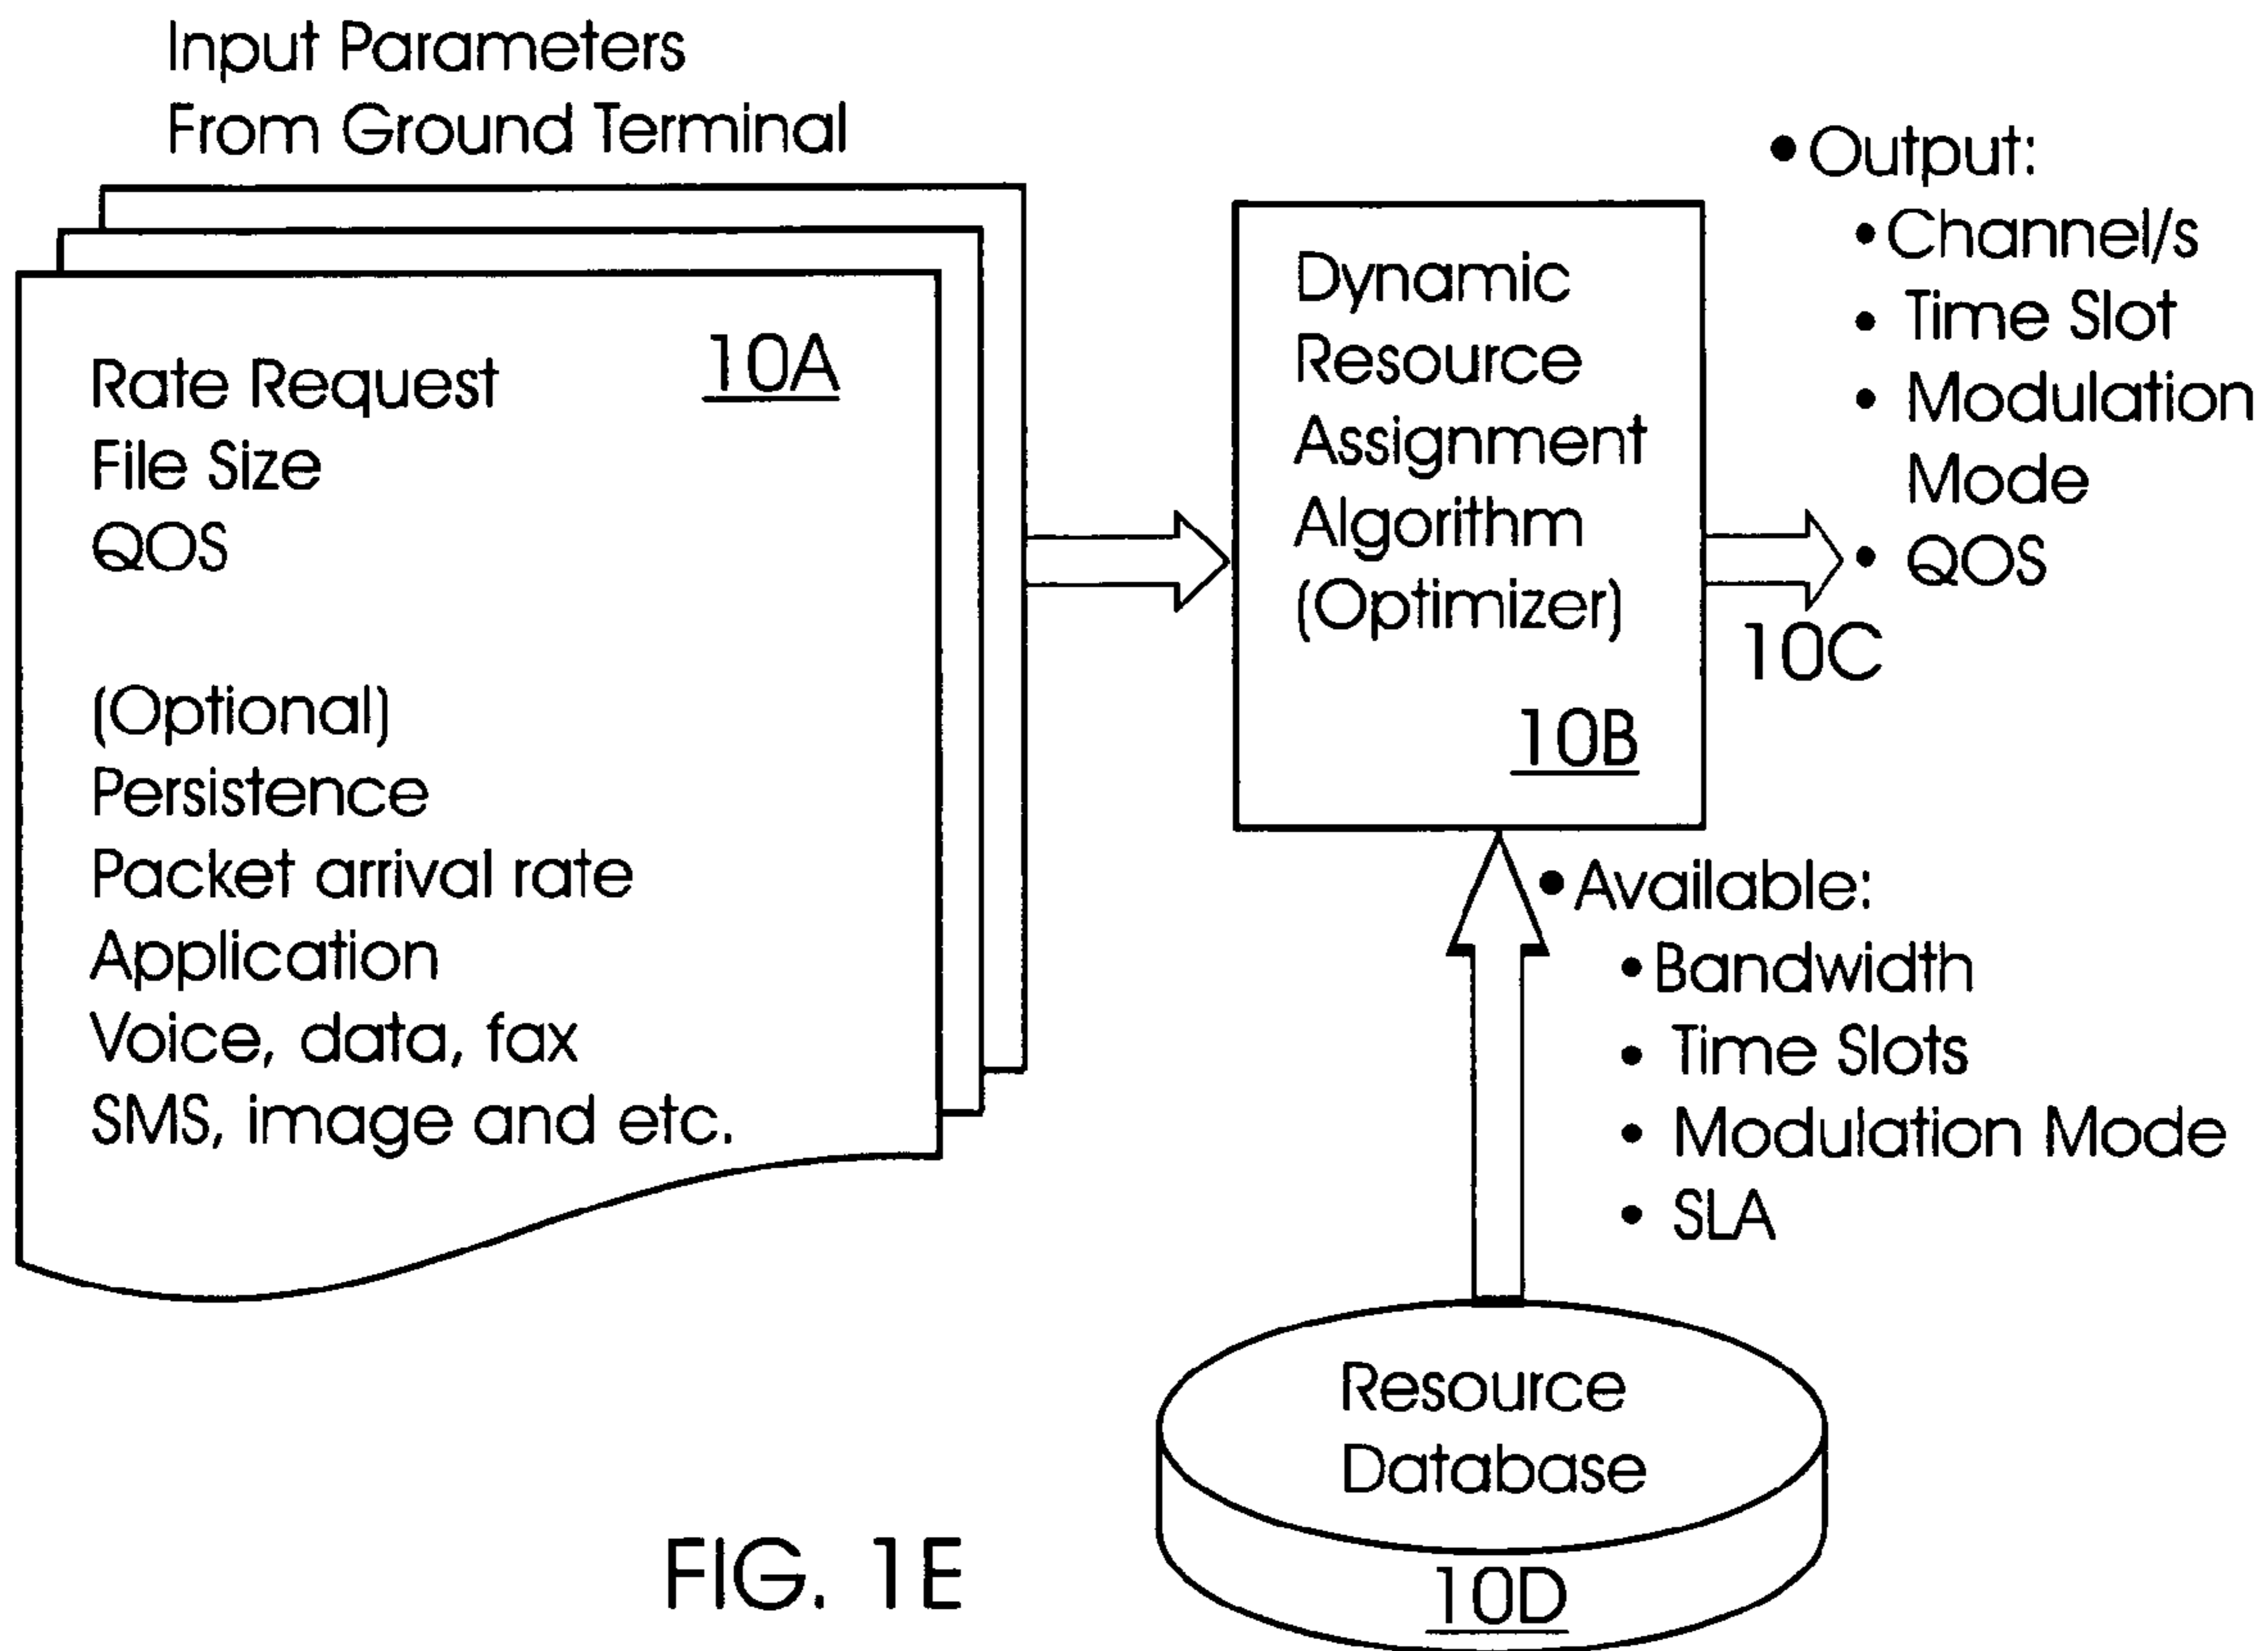 Input Parameters
From Ground Terminal
10A
Rate Request
File Size
QOS
(Optional)
Persistence
Packet arrival rate
Application
Voice, data, fax
SMS, image and etc.
Dynamic
Resource
Assignment
Algorithm
(Optimizer)
10B
• Output:
• Channel/s
• Time Slot
• Modulation
Mode
• QOS
10C
• Available:
• Bandwidth
• Time Slots
• Modulation Mode
• SLA
Resource
Database
10D
FIG. 1E